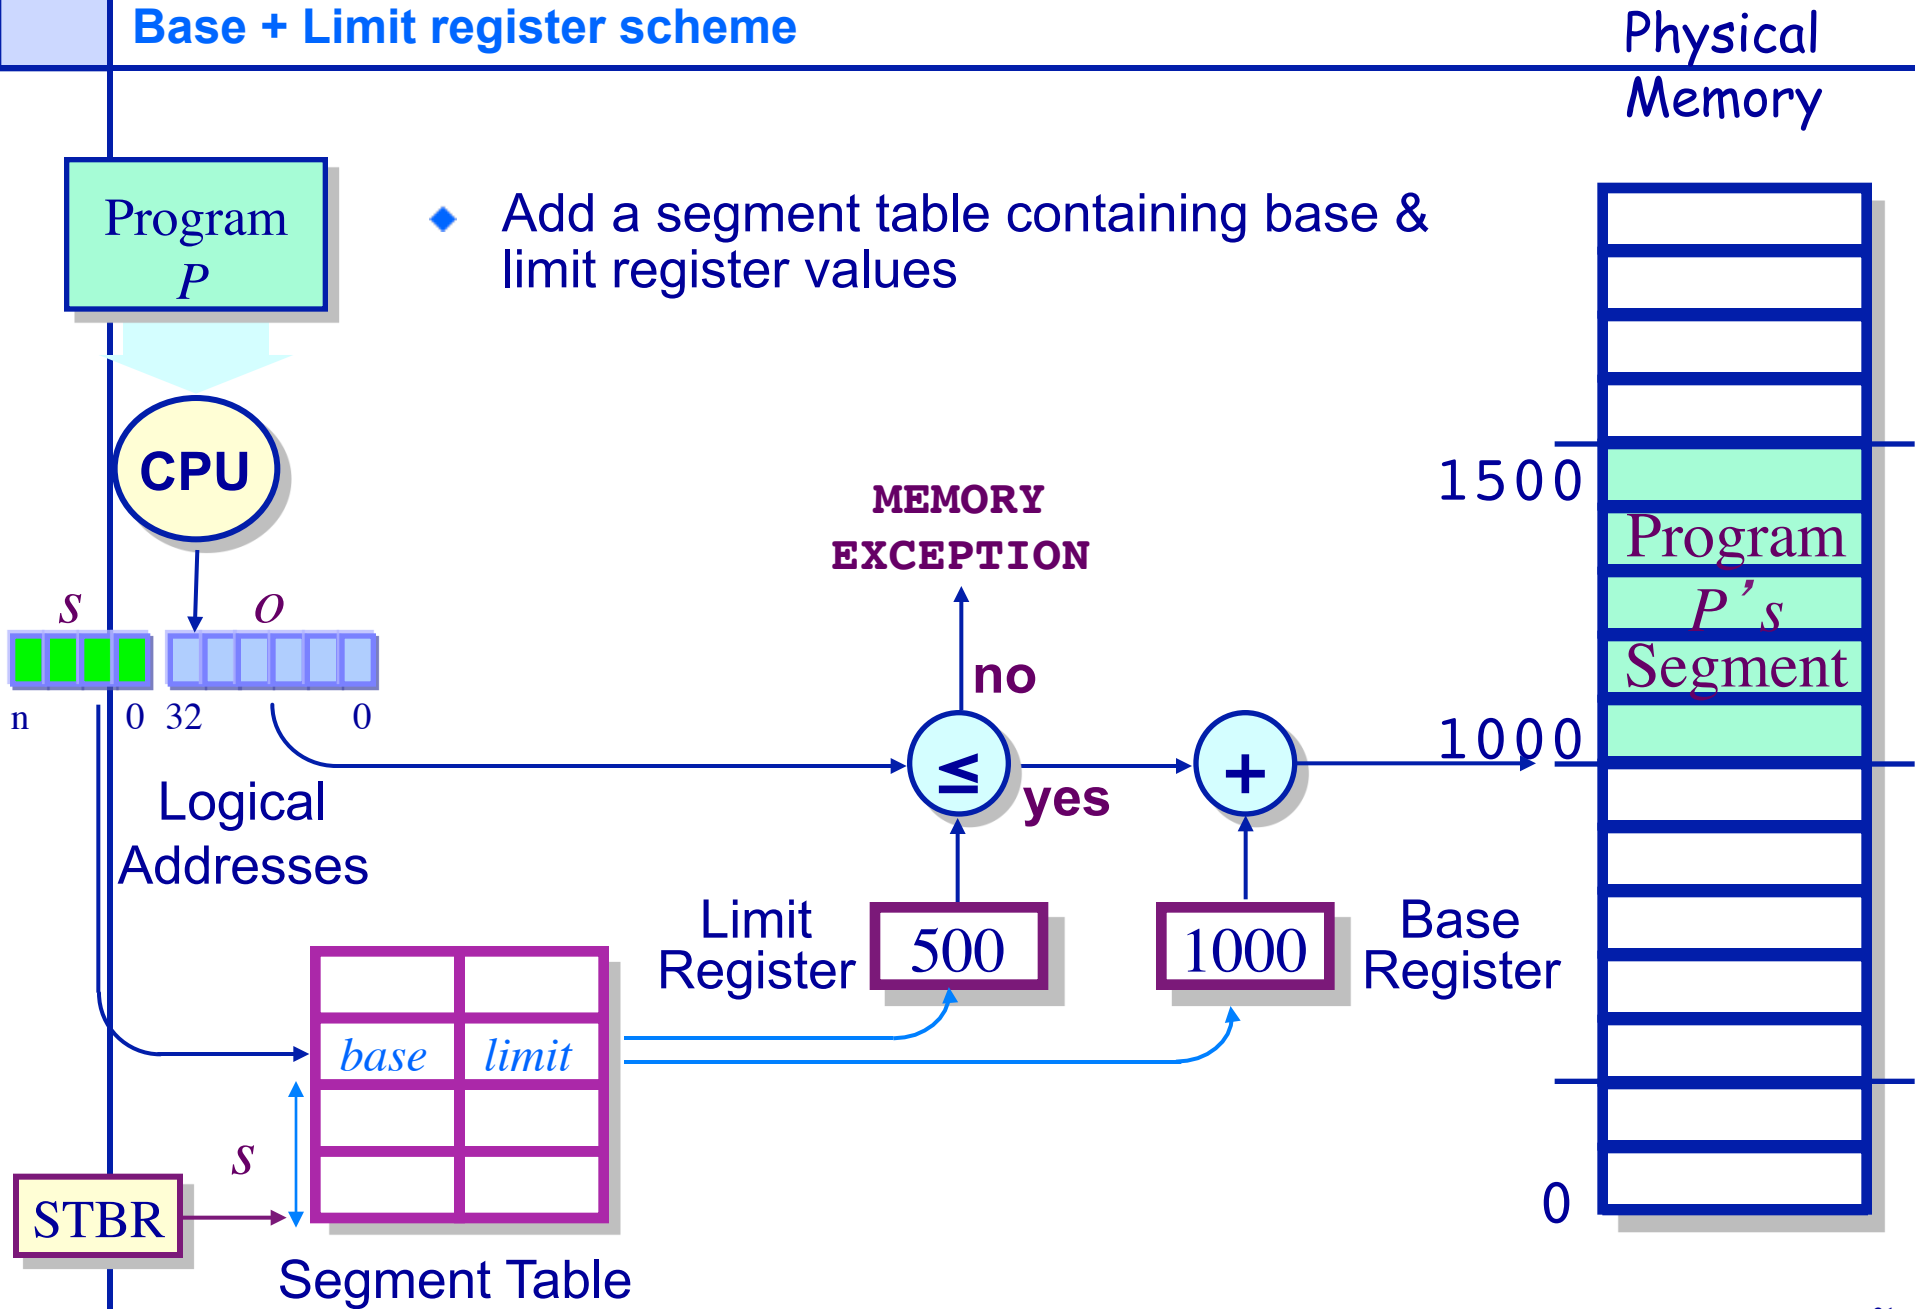 Base + Limit register scheme
Physical
Memory
Program
P
Add a segment table containing base &
limit register values
CPU
MEMORY
EXCEPTION
1500
Program
P's
Segment
s
o
no
n
0
32
0
1000
≤
+
yes
Logical
Addresses
Limit
Register
500
1000
Base
Register
base
limit
s
STBR
0
Segment Table